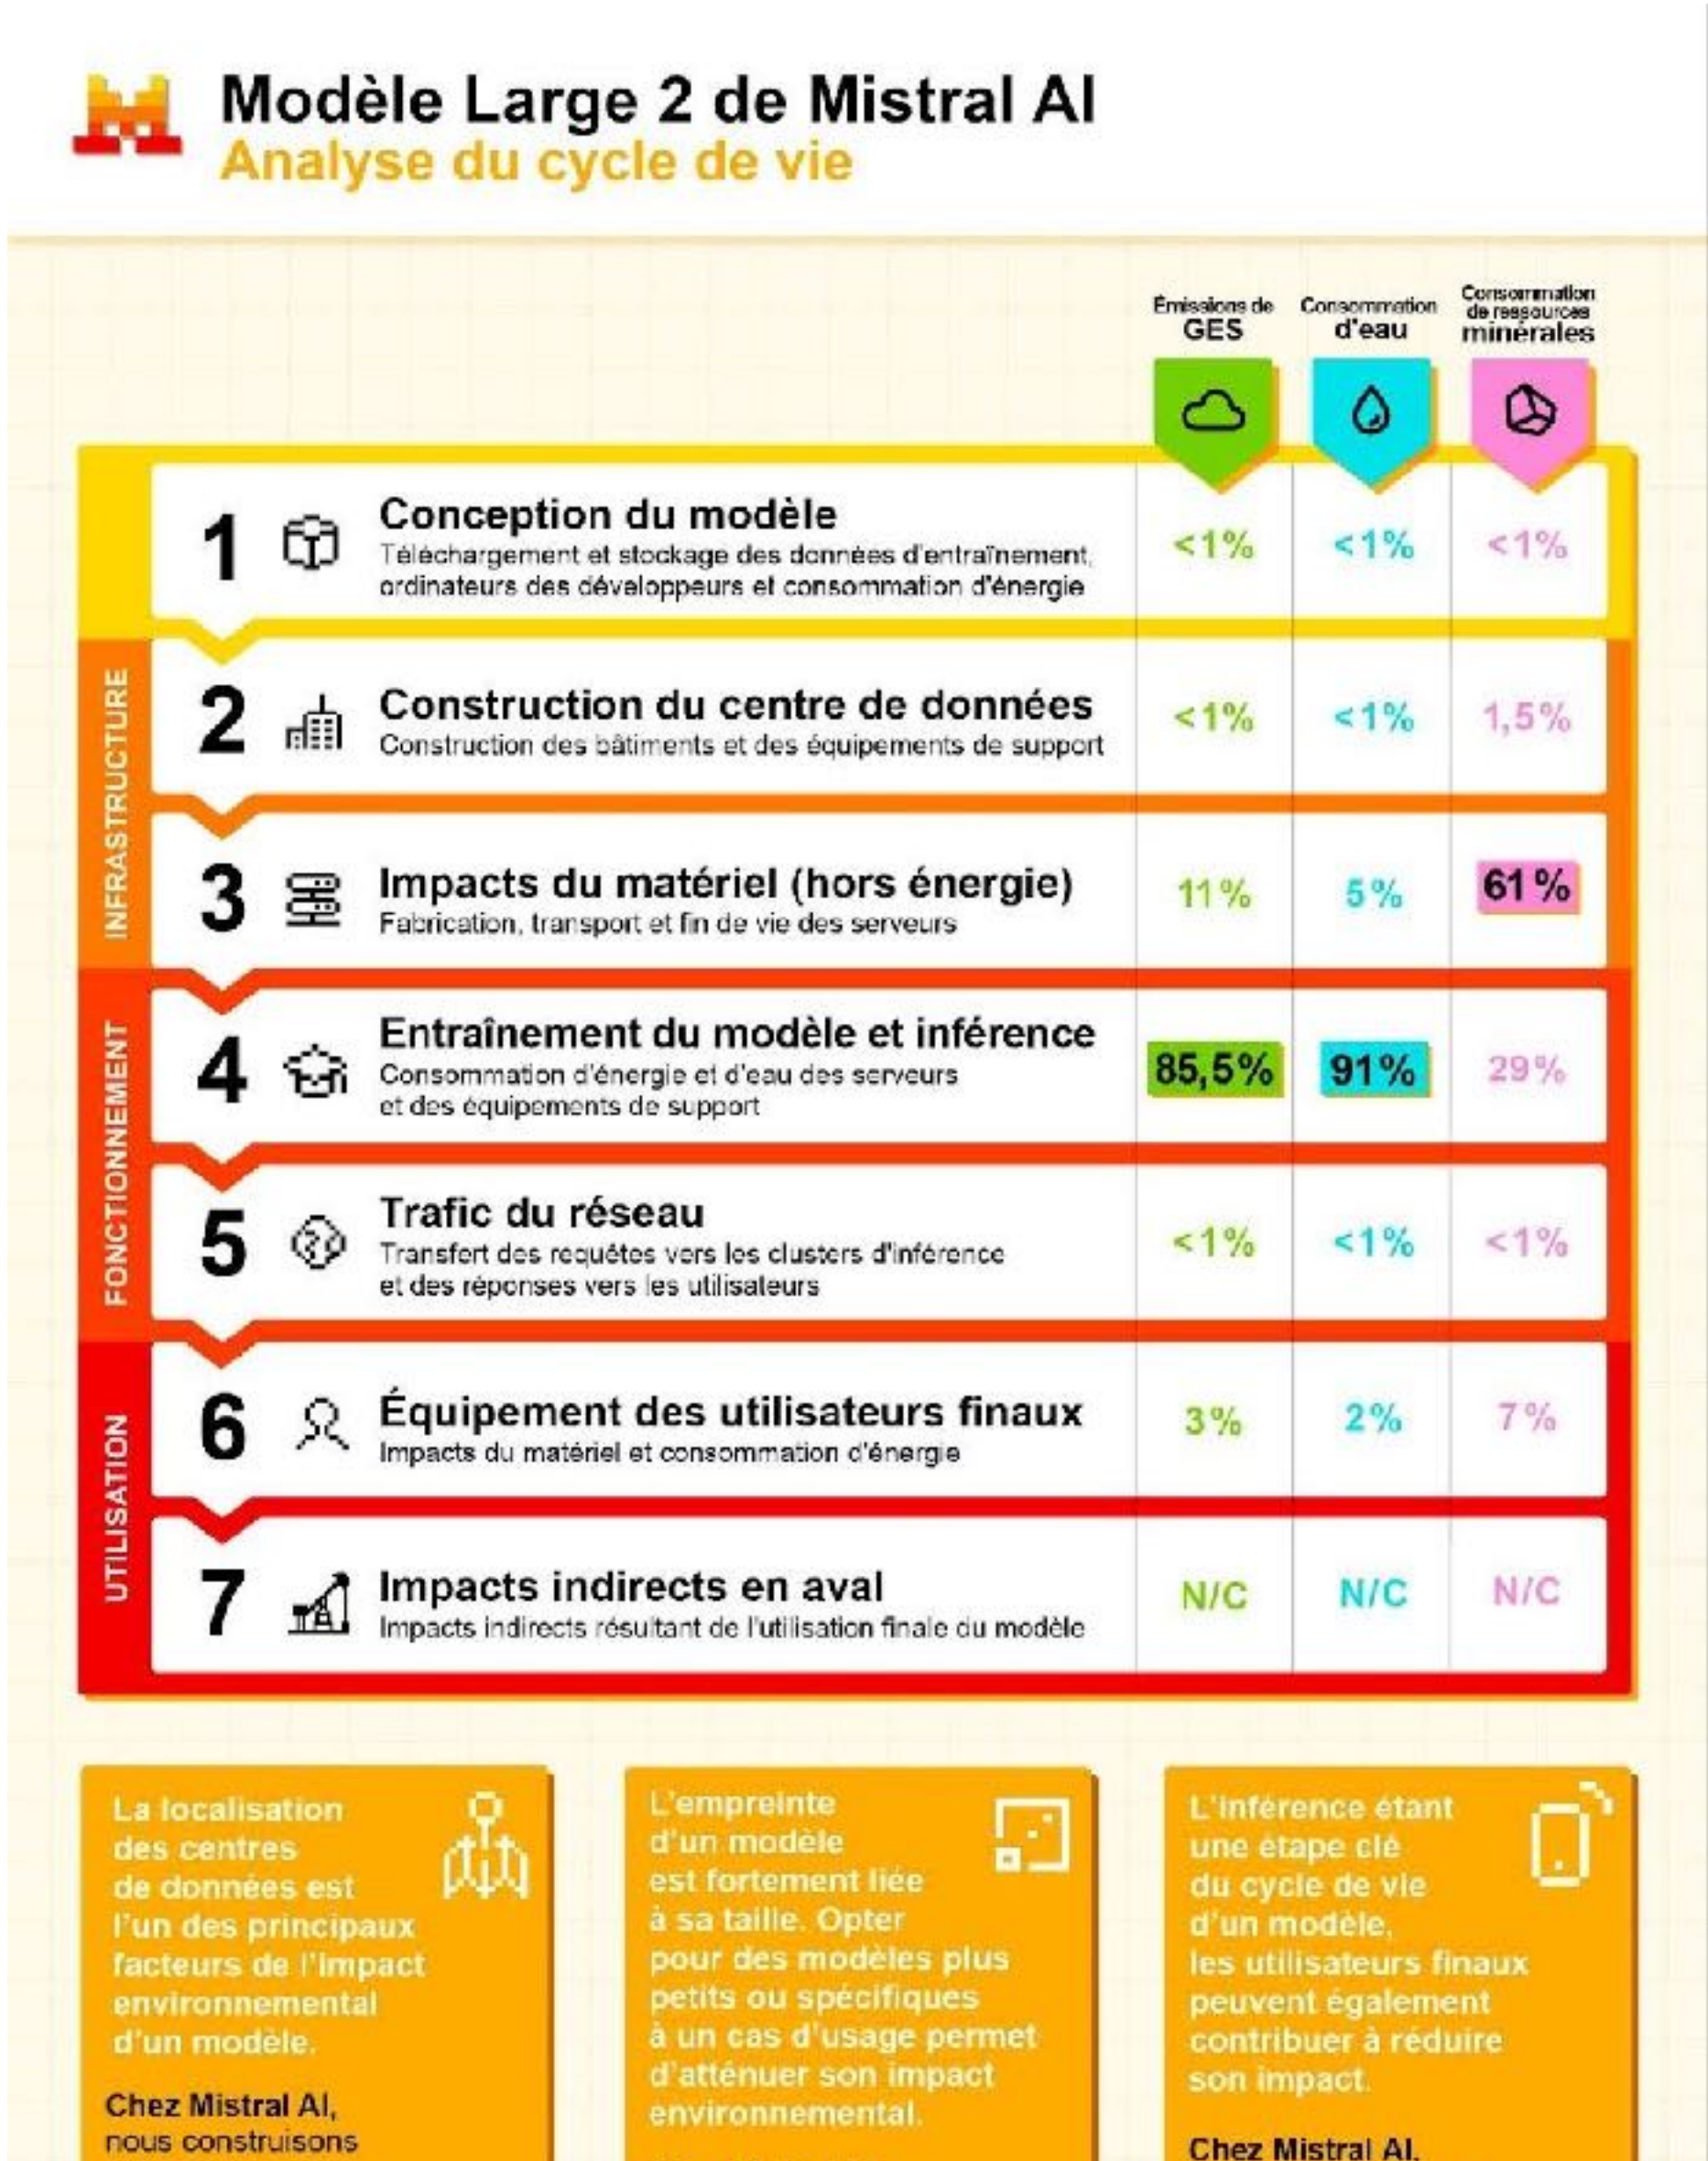 Modèle Large 2 de Mistral AI
Analyse du cycle de vie
Émissions de
GES
Consommation
d'eau
Consommation
de ressources
minérales
1
Conception du modèle
Téléchargement et stockage des données d'entraînement,
ordinateurs des développeurs et consommation d'énergie
<1%
<1%
<1%
INFRASTRUCTURE
2
Construction du centre de données
Construction des bâtiments et des équipements de support
<1%
<1%
1,5%
3
Impacts du matériel (hors énergie)
Fabrication, transport et fin de vie des serveurs
11%
5%
61%
FONCTIONNEMENT
4
Entraînement du modèle et inférence
Consommation d'énergie et d'eau des serveurs
et des équipements de support
85,5%
91%
29%
5
Trafic du réseau
Transfert des requêtes vers les clusters d'inférence
et des réponses vers les utilisateurs
<1%
<1%
<1%
UTILISATION
6
Équipement des utilisateurs finaux
Impacts du matériel et consommation d'énergie
3%
2%
7%
7
Impacts indirects en aval
Impacts indirects résultant de l'utilisation finale du modèle
N/C
N/C
N/C
La localisation
des centres
de données est
l'un des principaux
facteurs de l'impact
environnemental
d'un modèle.
Chez Mistral AI,
nous construisons
L'empreinte
d'un modèle
est fortement liée
à sa taille. Opter
pour des modèles plus
petits ou spécifiques
à un cas d'usage permet
d'atténuer son impact
environnemental.
L'inférence étant
une étape clé
du cycle de vie
d'un modèle,
les utilisateurs finaux
peuvent également
contribuer à réduire
son impact.
Chez Mistral AI,